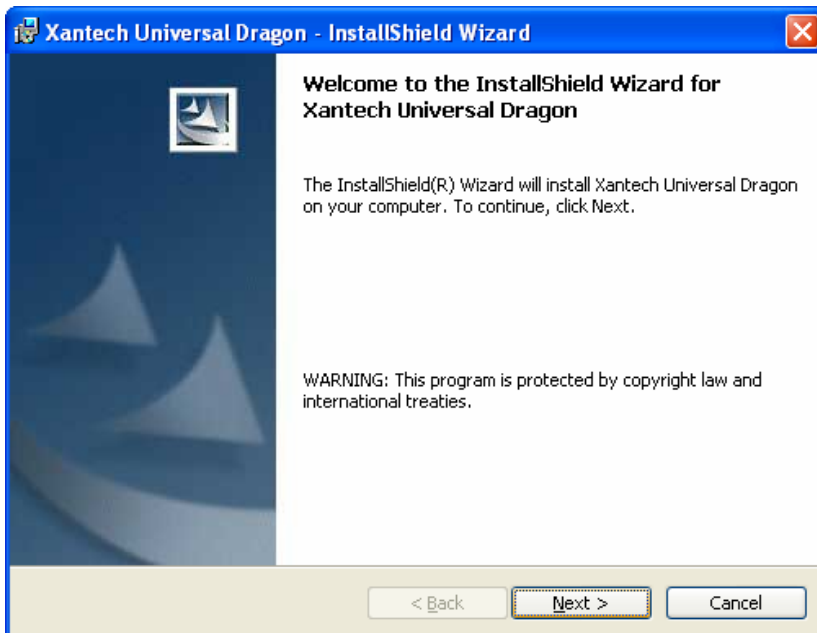 Xantech Universal Dragon - InstallShield Wizard
Welcome to the InstallShield Wizard for
Xantech Universal Dragon
The InstallShield(R) Wizard will install Xantech Universal Dragon
on your computer. To continue, click Next.
WARNING: This program is protected by copyright law and
international treaties.
< Back
Next >
Cancel